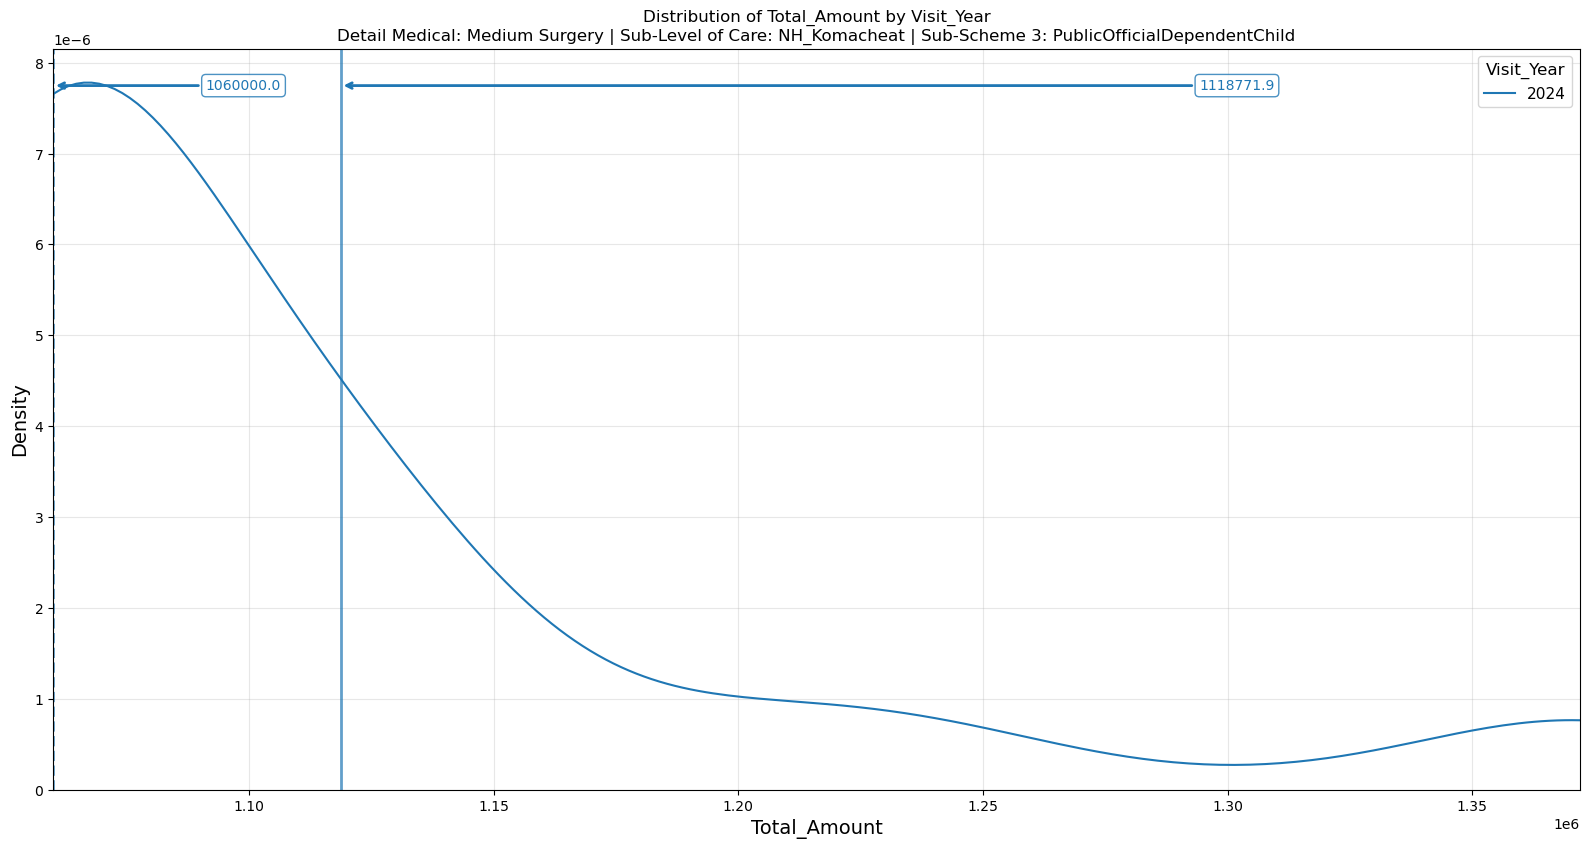 Distribution of Total_Amount by Visit_Year
Detail Medical: Medium Surgery | Sub-Level of Care: NH_Komacheat | Sub-Scheme 3: PublicOfficialDependentChild
1e−6
8
7
6
5
4
3
2
1
0
Density
1060000.0
1118771.9
Visit_Year
2024
1.10
1.15
1.20
1.25
1.30
1.35
1e6
Total_Amount